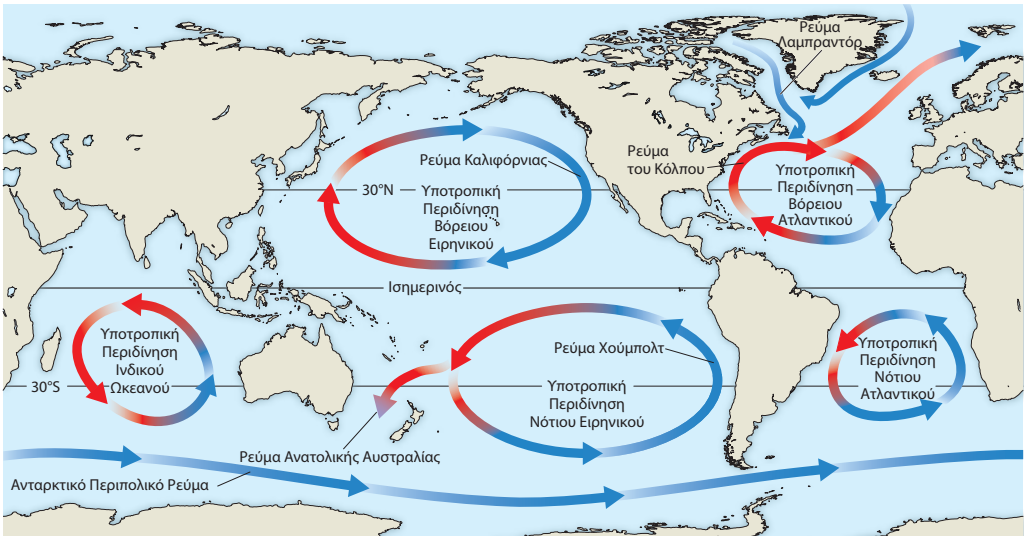 Ρεύμα
Λαμπραντόρ
Ρεύμα Καλιφόρνιας
Ρεύμα
του Κόλπου
30°N
Υποτροπική
Περιδίνηση
Βόρειου
Ειρηνικού
Υποτροπική
Περιδίνηση
Βόρειου
Ατλαντικού
Ισημερινός
Υποτροπική
Περιδίνηση
Ινδικού
Ωκεανού
30°S
Ρεύμα Χούμπολτ
Υποτροπική
Περιδίνηση
Νότιου Ειρηνικού
Υποτροπική
Περιδίνηση
Νότιου
Ατλαντικού
Ρεύμα Ανατολικής Αυστραλίας
Ανταρκτικό Περιπολικό Ρεύμα